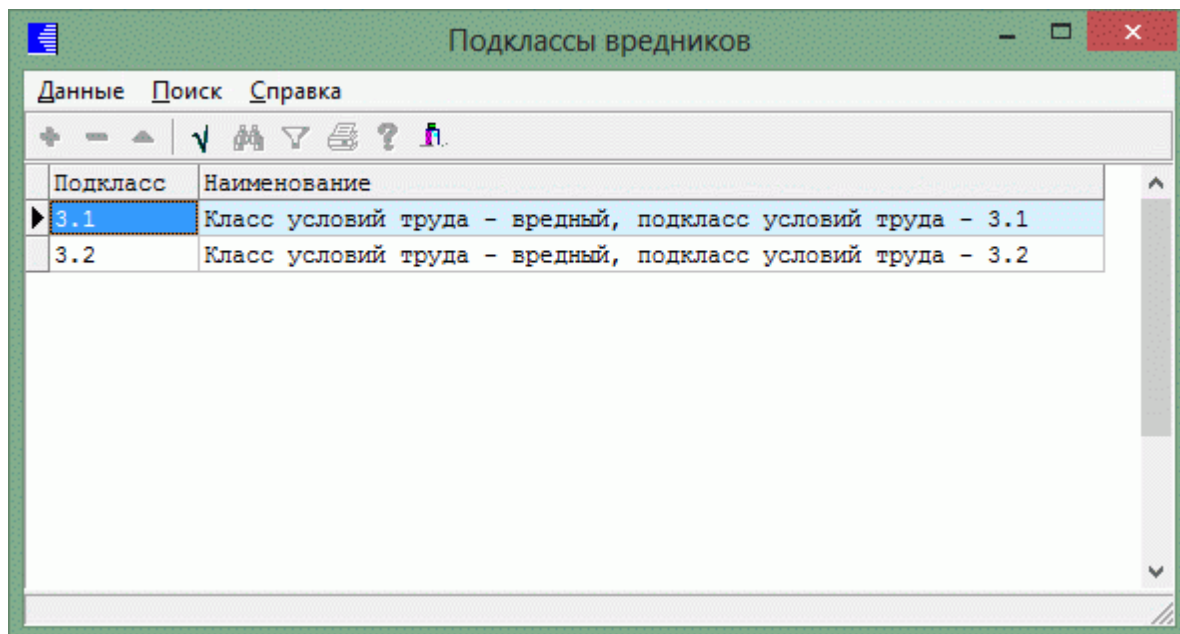 Подклассы вредников
Данные Поиск Справка
Подкласс Наименование
3.1 Класс условий труда - вредный, подкласс условий труда - 3.1
3.2 Класс условий труда - вредный, подкласс условий труда - 3.2